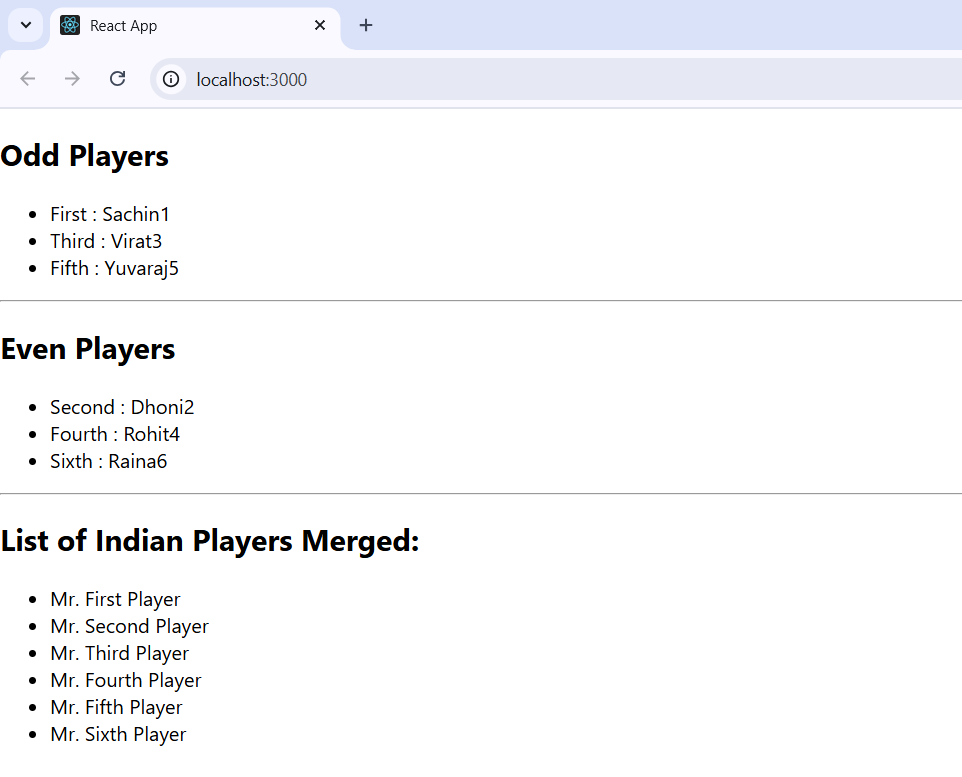 React App
localhost:3000
Odd Players
First : Sachin1
Third : Virat3
Fifth : Yuvaraj5
Even Players
Second : Dhoni2
Fourth : Rohit4
Sixth : Raina6
List of Indian Players Merged:
Mr. First Player
Mr. Second Player
Mr. Third Player
Mr. Fourth Player
Mr. Fifth Player
Mr. Sixth Player